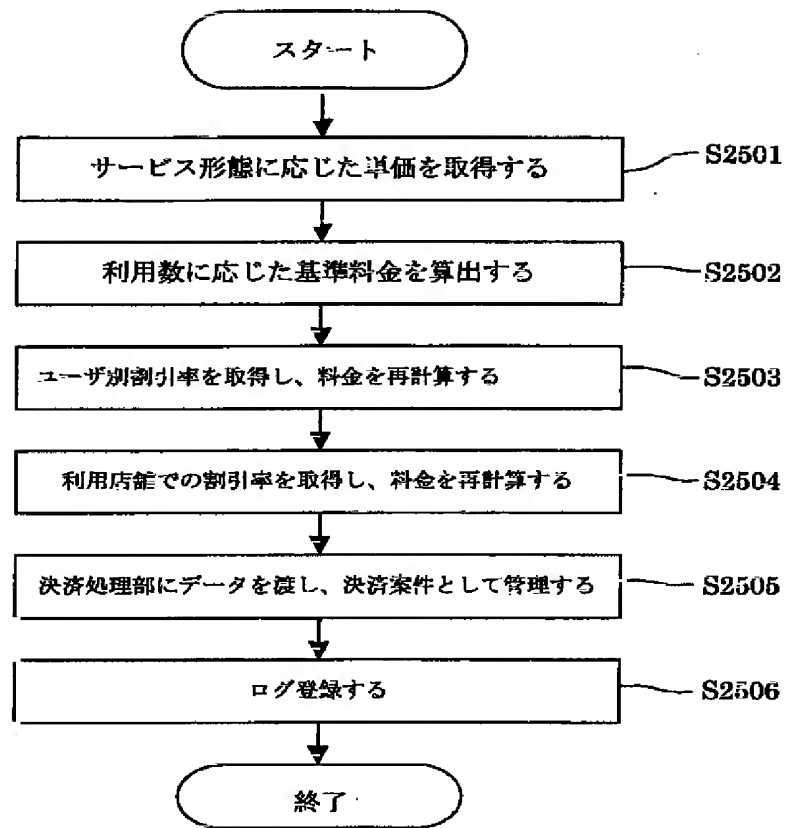 スタート
サービス形態に応じた単価を取得する
S2501
利用数に応じた基準料金を算出する
S2502
ユーザ別割引率を取得し、料金を再計算する
S2503
利用店舗での割引率を取得し、料金を再計算する
S2504
決済処理部にデータを渡し、決済案件として管理する
S2505
ログ登録する
S2506
終了